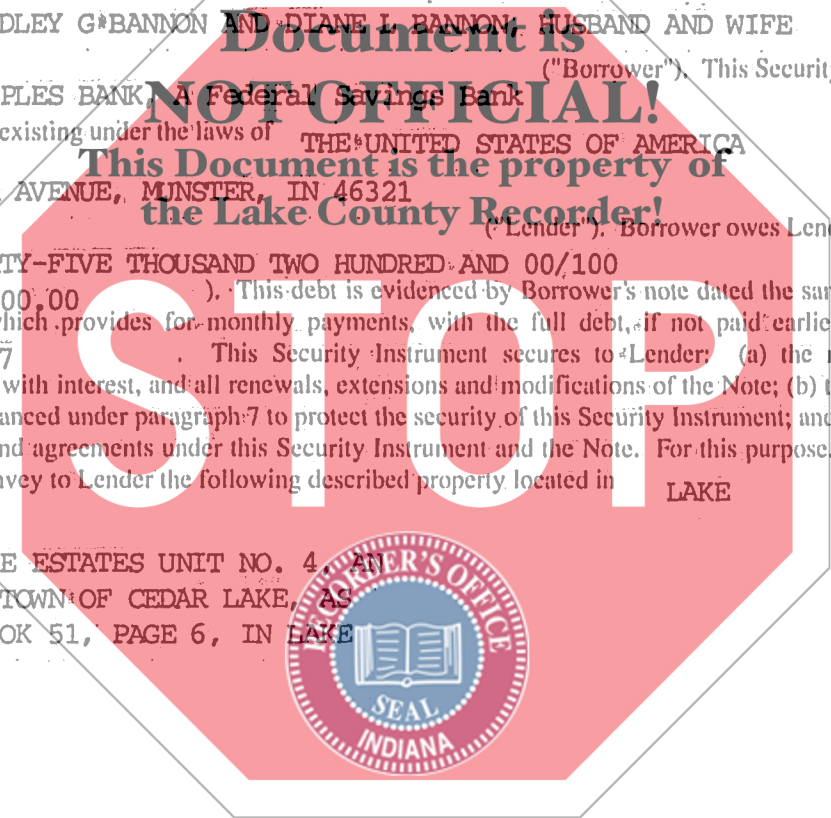 DLEY G BANNON AND DIANE L BANNON, HUSBAND AND WIFE
Document is
("Borrower"). This Securit
PLES BANK, A Federal Savings Bank
NOT OFFICIAL!
existing under the laws of THE UNITED STATES OF AMERICA
This Document is the property of
AVENUE, MUNSTER, IN 46321
the Lake County Recorder!
("Lender"). Borrower owes Lend
TY-FIVE THOUSAND TWO HUNDRED AND 00/100
00.00 ). This debt is evidenced by Borrower's note dated the sam
which provides for monthly payments, with the full debt, if not paid earlie
7 . This Security Instrument secures to Lender: (a) the r
with interest, and all renewals, extensions and modifications of the Note; (b) t
anced under paragraph 7 to protect the security of this Security Instrument; and
nd agreements under this Security Instrument and the Note. For this purpose,
nvey to Lender the following described property located in LAKE
STOP
E ESTATES UNIT NO. 4, AN
TOWN OF CEDAR LAKE, AS
OK 51, PAGE 6, IN LAKE
RECORDER'S OFFICE
SEAL
INDIANA